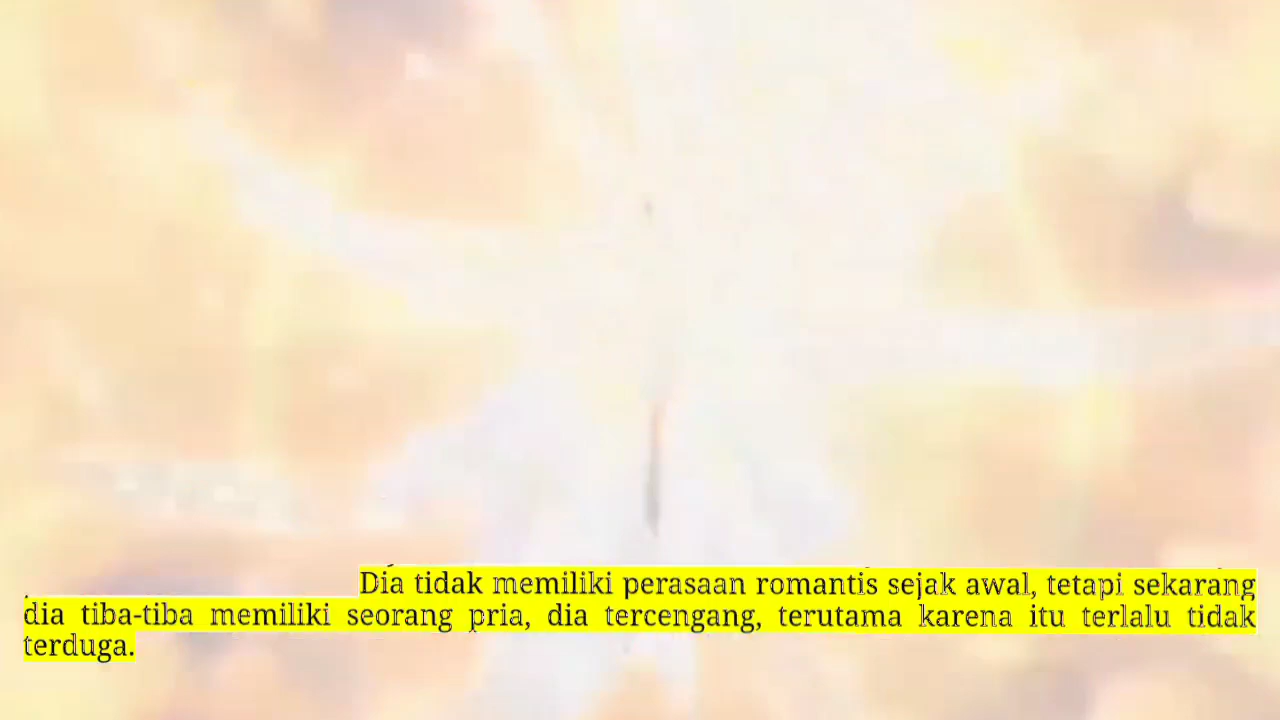 Dia tidak memiliki perasaan romantis sejak awal, tetapi sekarang
dia tiba-tiba memiliki seorang pria, dia tercengang, terutama karena itu terlalu tidak
terduga.